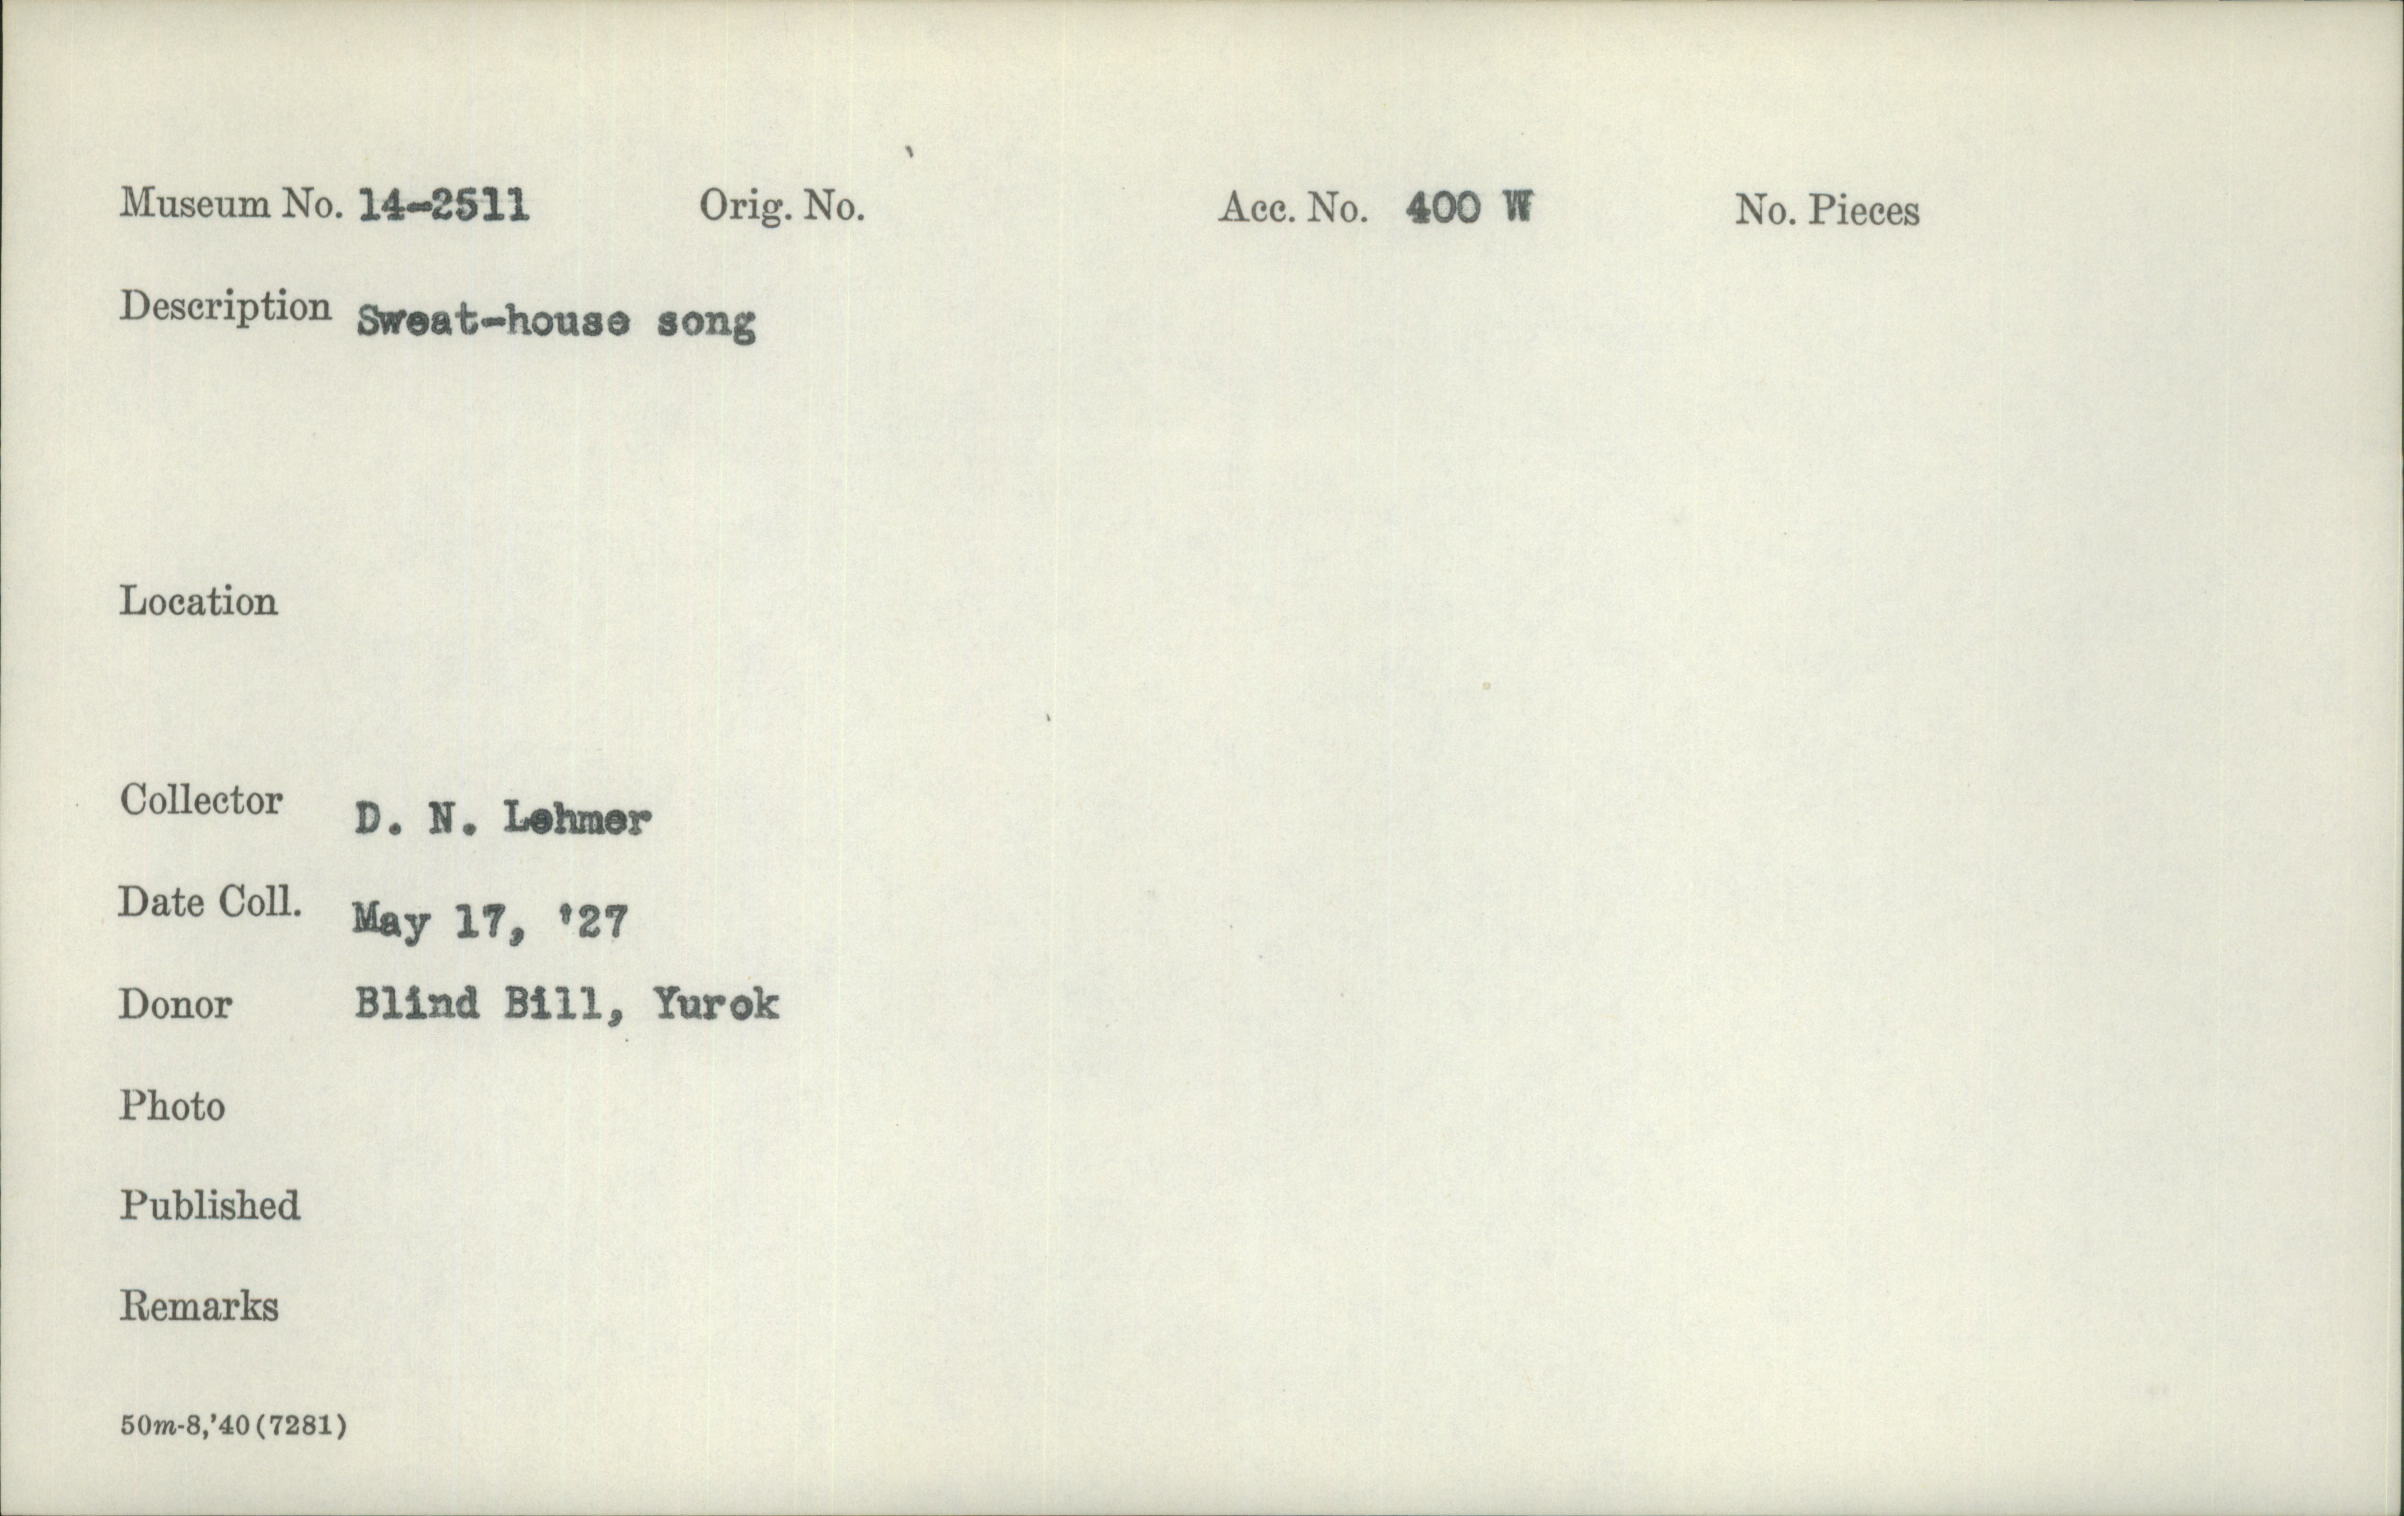 Museum No. 14-2511 Orig. No. Acc. No. 400 W No. Pieces
Description Sweat-house song
Location
Collector D. N. Lehmer
Date Coll. May 17, '27
Donor Blind Bill, Yurok
Photo
Published
Remarks
50m-8,'40(7281)